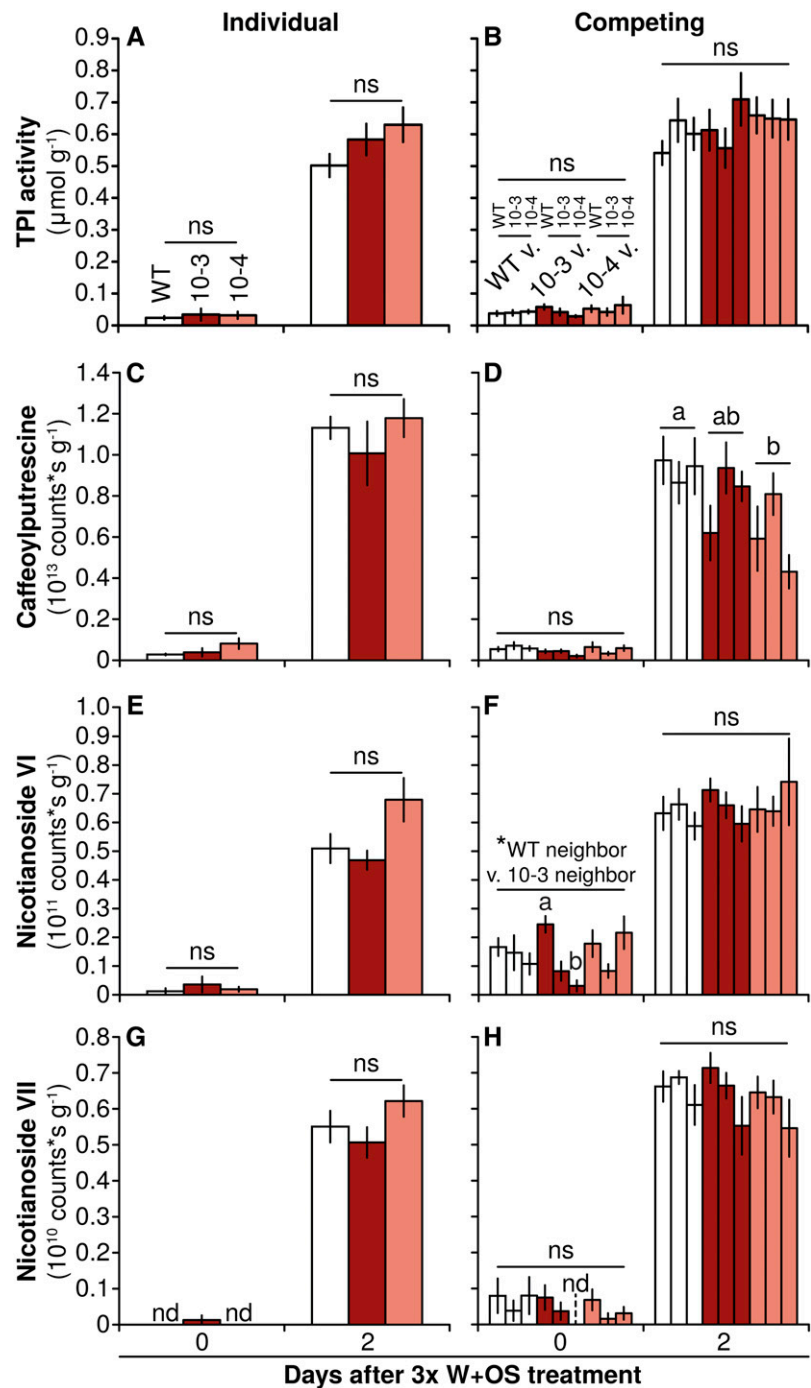 Individual
Competing
A
TPI activity
(µmol g⁻¹)
0.9
0.8
0.7
0.6
0.5
0.4
0.3
0.2
0.1
0
ns
WT
10-3
10-4
ns
B
ns
WT
10-3
10-4
WT
10-3
10-4
WT
10-3
10-4
WT v.
10-3 v.
10-4 v.
ns
C
Caffeoylputrescine
(10¹³ counts*s g⁻¹)
1.4
1.2
1.0
0.8
0.6
0.4
0.2
0
ns
ns
D
ns
a
ab
b
E
Nicotianoside VI
(10¹¹ counts*s g⁻¹)
1.0
0.9
0.8
0.7
0.6
0.5
0.4
0.3
0.2
0.1
0
ns
ns
F
*WT neighbor
v. 10-3 neighbor
a
b
ns
G
Nicotianoside VII
(10¹⁰ counts*s g⁻¹)
0.8
0.7
0.6
0.5
0.4
0.3
0.2
0.1
0
nd
nd
ns
H
ns
nd
ns
0
2
0
2
Days after 3x W+OS treatment